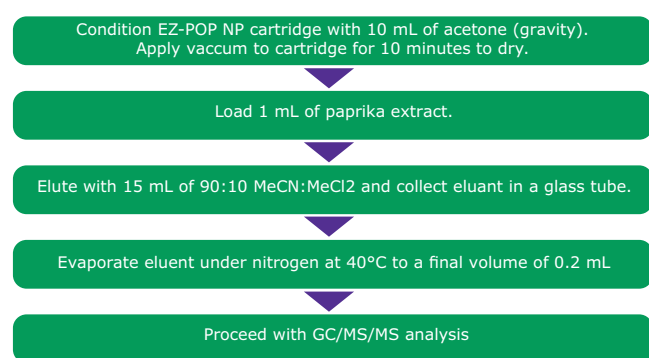 Condition EZ-POP NP cartridge with 10 mL of acetone (gravity).
Apply vaccum to cartridge for 10 minutes to dry.
Load 1 mL of paprika extract.
Elute with 15 mL of 90:10 MeCN:MeCl2 and collect eluant in a glass tube.
Evaporate eluent under nitrogen at 40°C to a final volume of 0.2 mL
Proceed with GC/MS/MS analysis